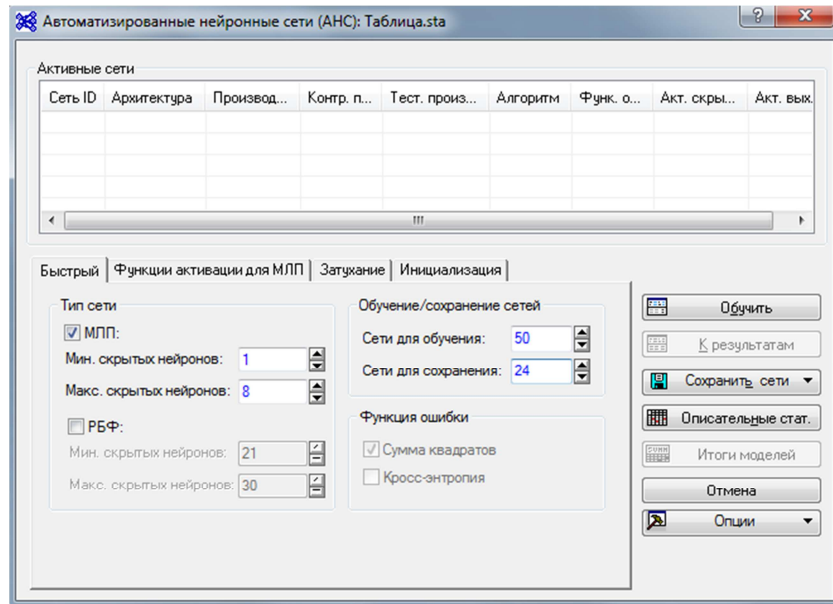 Автоматизированные нейронные сети (АНС): Таблица.sta
Активные сети
Сеть ID Архитектура Производ... Контр. п... Тест. произ... Алгоритм Функ. о... Акт. скры... Акт. вых.
Быстрый Функции активации для МЛП Затухание Инициализация
Тип сети
МЛП:
Мин. скрытых нейронов: 1
Макс. скрытых нейронов: 8
РБФ:
Мин. скрытых нейронов: 21
Макс. скрытых нейронов: 30
Обучение/сохранение сетей
Сети для обучения: 50
Сети для сохранения: 24
Функция ошибки
Сумма квадратов
Кросс-энтропия
Обучить
К результатам
Сохранить сети
Описательные стат.
Итоги моделей
Отмена
Опции